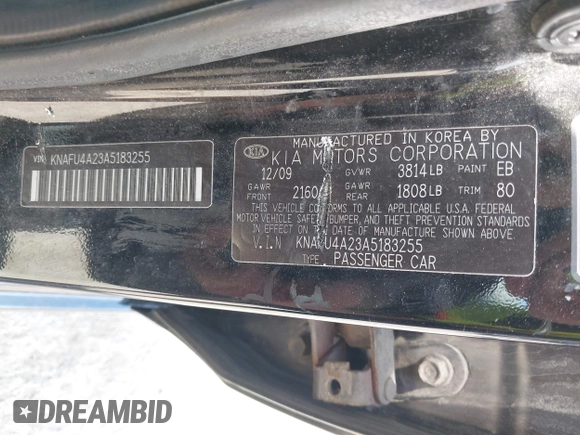 VIN KNAFU4A23A5183255
MANUFACTURED IN KOREA BY
KIA KIA MOTORS CORPORATION
12/09 GVWR 3814 LB PAINT EB
GAWR FRONT 2160 GAWR REAR 1808 LB TRIM 80
THIS VEHICLE CONFORMS TO ALL APPLICABLE U.S.A. FEDERAL
MOTOR VEHICLE SAFETY, BUMPER, AND THEFT PREVENTION STANDARDS
IN EFFECT ON THE DATE OF MANUFACTURE SHOWN ABOVE.
V.I.N KNAFU4A23A5183255
TYPE PASSENGER CAR
DREAMBID